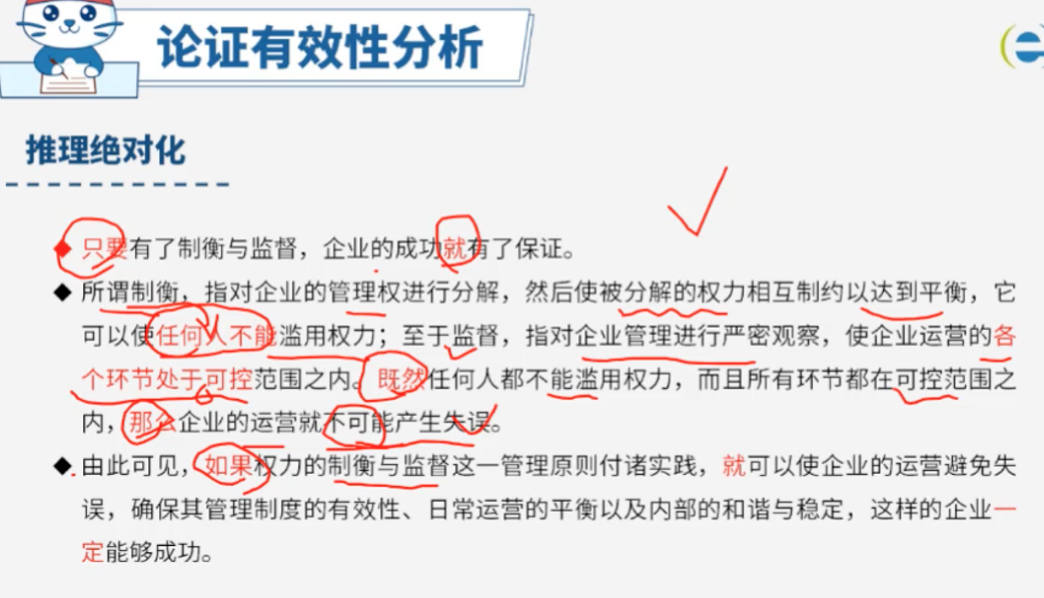 论证有效性分析
推理绝对化
只要有了制衡与监督，企业的成功就有了保证。
所谓制衡，指对企业的管理权进行分解，然后使被分解的权力相互制约以达到平衡，它
可以使任何人不能滥用权力；至于监督，指对企业管理进行严密观察，使企业运营的各
个环节处于可控范围之内。既然任何人都不能滥用权力，而且所有环节都在可控范围之
内，那么企业的运营就不可能产生失误。
由此可见，如果权力的制衡与监督这一管理原则付诸实践，就可以使企业的运营避免失
误，确保其管理制度的有效性、日常运营的平衡以及内部的和谐与稳定，这样的企业一
定能够成功。